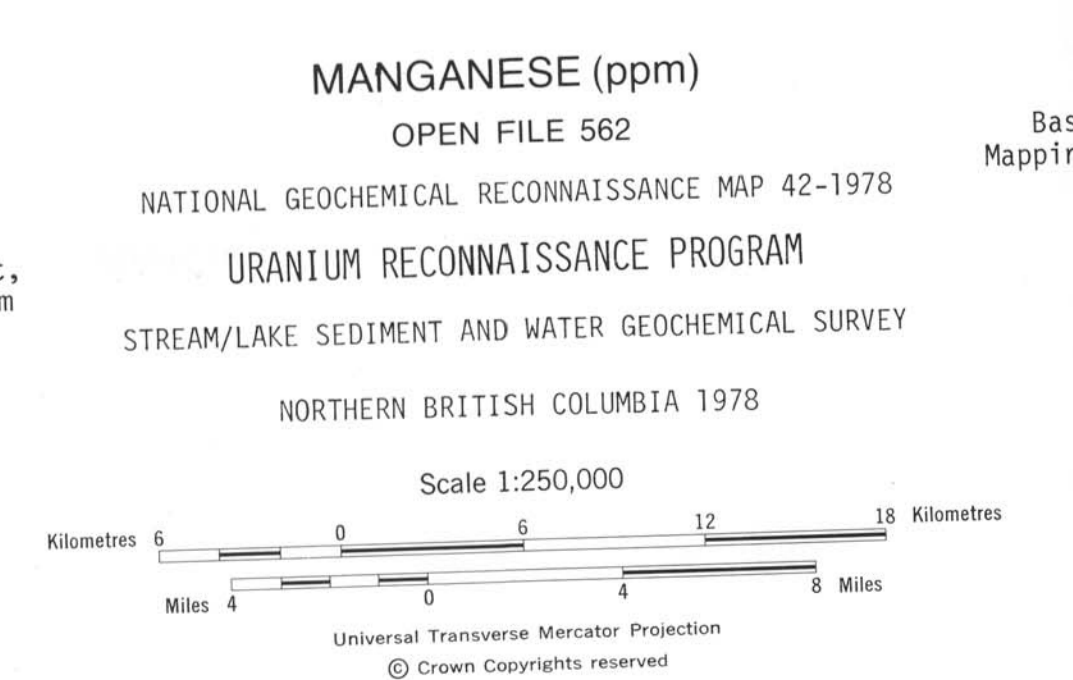 MANGANESE (ppm)
OPEN FILE 562
Bas
Mappin
NATIONAL GEOCHEMICAL RECONNAISSANCE MAP 42-1978
URANIUM RECONNAISSANCE PROGRAM
t,
m
STREAM/LAKE SEDIMENT AND WATER GEOCHEMICAL SURVEY
NORTHERN BRITISH COLUMBIA 1978
Scale 1:250,000
Kilometres 6 0 6 12 18 Kilometres
Miles 4 0 4 8 Miles
Universal Transverse Mercator Projection
© Crown Copyrights reserved